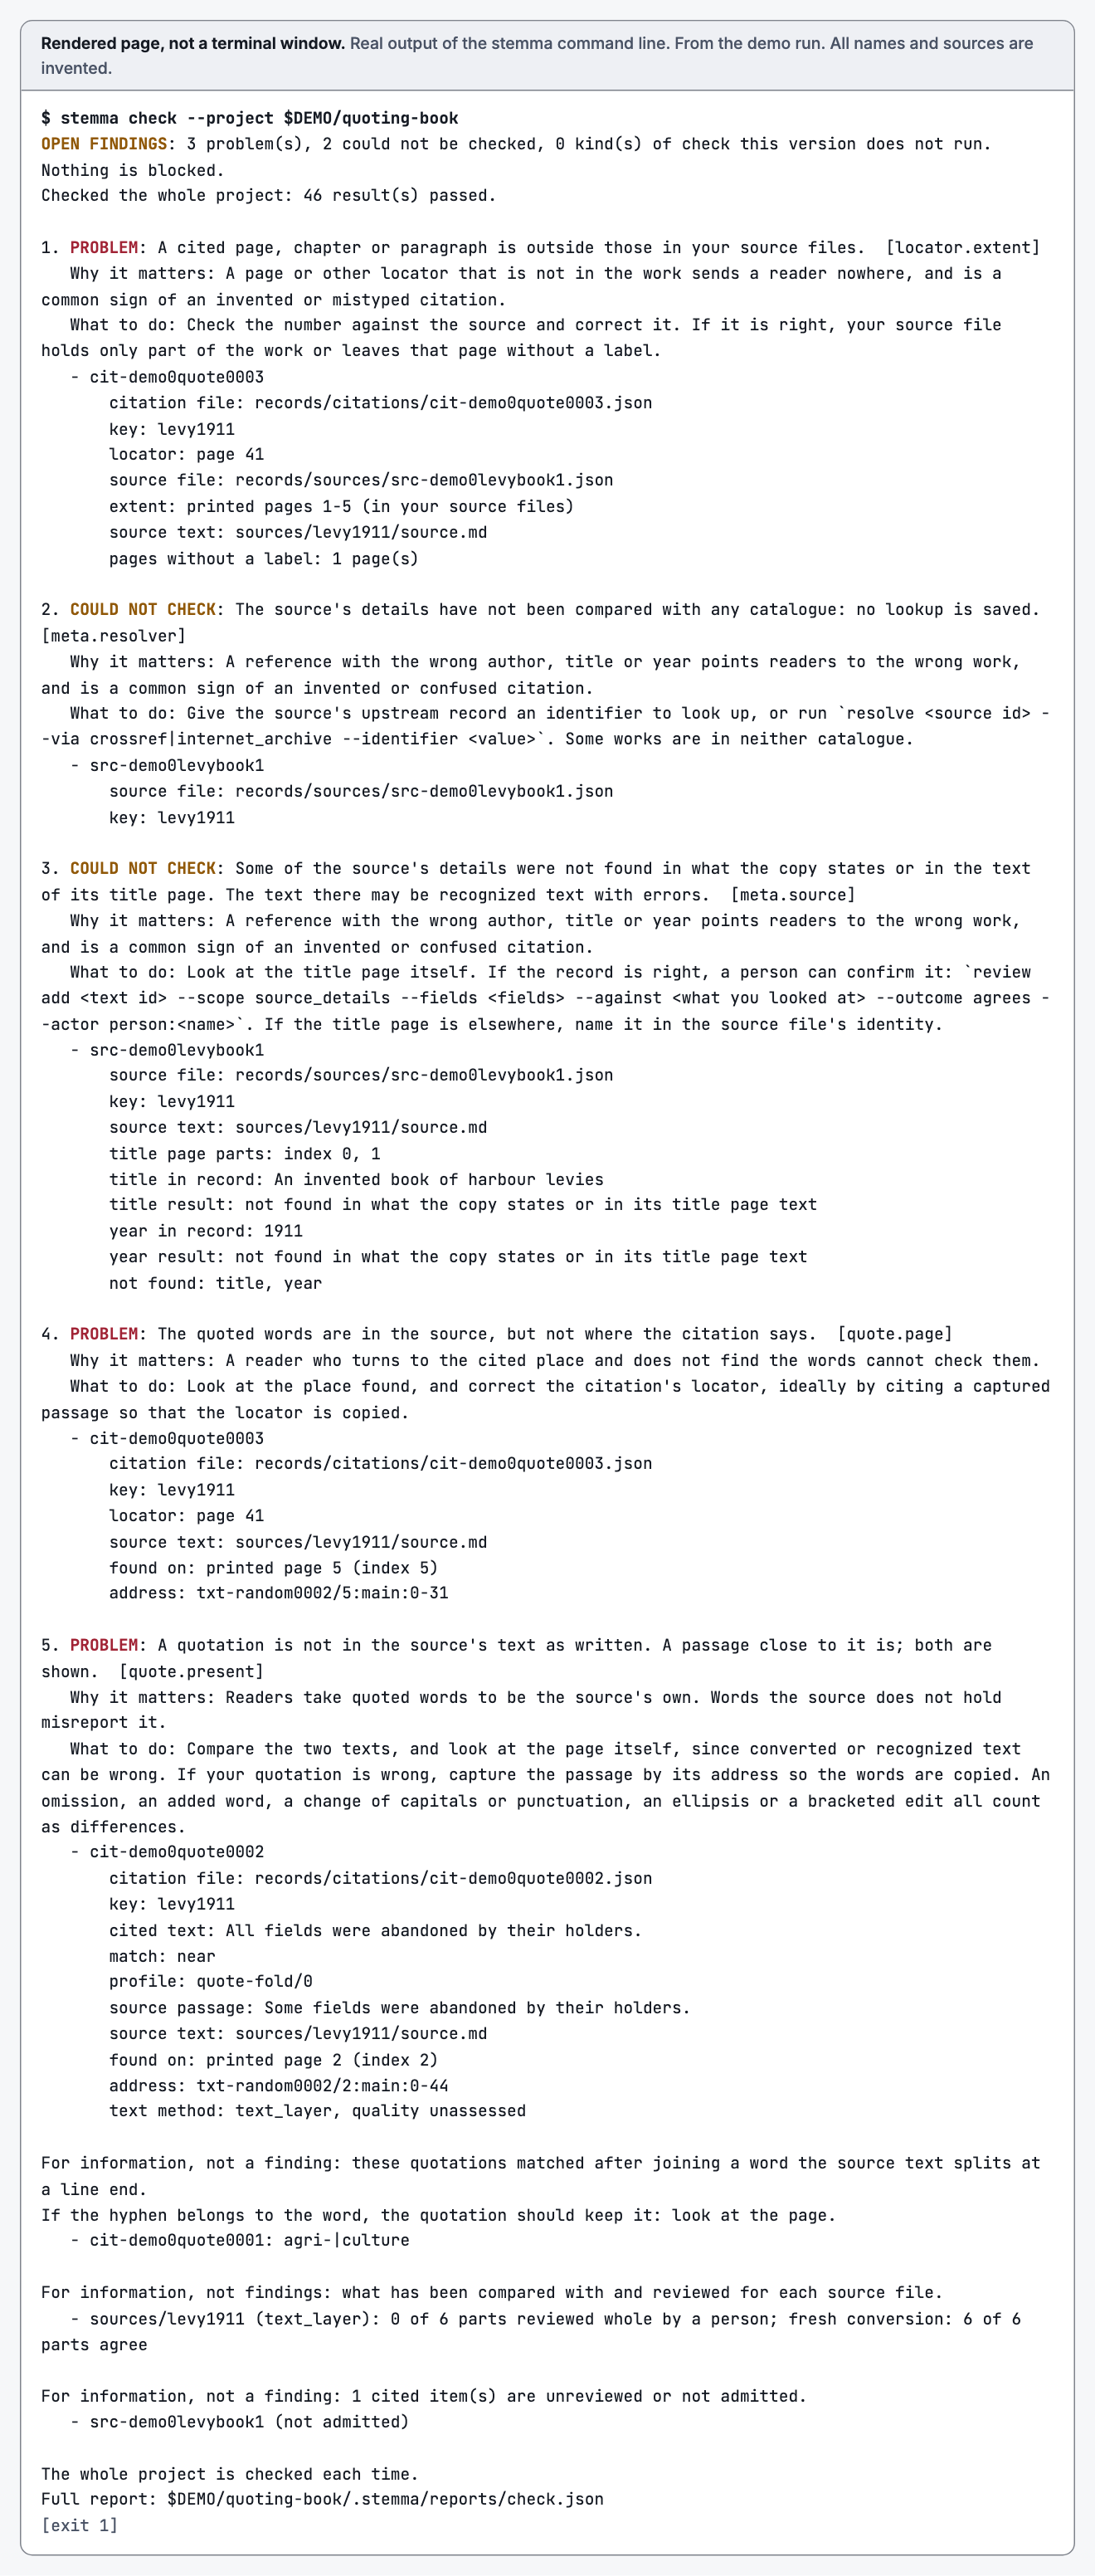 Rendered page, not a terminal window. Real output of the stemma command line. From the demo run. All names and sources are
invented.
$ stemma check --project $DEMO/quoting-book
OPEN FINDINGS: 3 problem(s), 2 could not be checked, 0 kind(s) of check this version does not run.
Nothing is blocked.
Checked the whole project: 46 result(s) passed.

1. PROBLEM: A cited page, chapter or paragraph is outside those in your source files.  [locator.extent]
   Why it matters: A page or other locator that is not in the work sends a reader nowhere, and is a
common sign of an invented or mistyped citation.
   What to do: Check the number against the source and correct it. If it is right, your source file
holds only part of the work or leaves that page without a label.
   - cit-demo0quote0003
       citation file: records/citations/cit-demo0quote0003.json
       key: levy1911
       locator: page 41
       source file: records/sources/src-demo0levybook1.json
       extent: printed pages 1-5 (in your source files)
       source text: sources/levy1911/source.md
       pages without a label: 1 page(s)

2. COULD NOT CHECK: The source's details have not been compared with any catalogue: no lookup is saved.
[meta.resolver]
   Why it matters: A reference with the wrong author, title or year points readers to the wrong work,
and is a common sign of an invented or confused citation.
   What to do: Give the source's upstream record an identifier to look up, or run `resolve <source id> -
-via crossref|internet_archive --identifier <value>`. Some works are in neither catalogue.
   - src-demo0levybook1
       source file: records/sources/src-demo0levybook1.json
       key: levy1911

3. COULD NOT CHECK: Some of the source's details were not found in what the copy states or in the text
of its title page. The text there may be recognized text with errors.  [meta.source]
   Why it matters: A reference with the wrong author, title or year points readers to the wrong work,
and is a common sign of an invented or confused citation.
   What to do: Look at the title page itself. If the record is right, a person can confirm it: `review
add <text id> --scope source_details --fields <fields> --against <what you looked at> --outcome agrees -
-actor person:<name>`. If the title page is elsewhere, name it in the source file's identity.
   - src-demo0levybook1
       source file: records/sources/src-demo0levybook1.json
       key: levy1911
       source text: sources/levy1911/source.md
       title page parts: index 0, 1
       title in record: An invented book of harbour levies
       title result: not found in what the copy states or in its title page text
       year in record: 1911
       year result: not found in what the copy states or in its title page text
       not found: title, year

4. PROBLEM: The quoted words are in the source, but not where the citation says.  [quote.page]
   Why it matters: A reader who turns to the cited place and does not find the words cannot check them.
   What to do: Look at the place found, and correct the citation's locator, ideally by citing a captured
passage so that the locator is copied.
   - cit-demo0quote0003
       citation file: records/citations/cit-demo0quote0003.json
       key: levy1911
       locator: page 41
       source text: sources/levy1911/source.md
       found on: printed page 5 (index 5)
       address: txt-random0002/5:main:0-31

5. PROBLEM: A quotation is not in the source's text as written. A passage close to it is; both are
shown.  [quote.present]
   Why it matters: Readers take quoted words to be the source's own. Words the source does not hold
misreport it.
   What to do: Compare the two texts, and look at the page itself, since converted or recognized text
can be wrong. If your quotation is wrong, capture the passage by its address so the words are copied. An
omission, an added word, a change of capitals or punctuation, an ellipsis or a bracketed edit all count
as differences.
   - cit-demo0quote0002
       citation file: records/citations/cit-demo0quote0002.json
       key: levy1911
       cited text: All fields were abandoned by their holders.
       match: near
       profile: quote-fold/0
       source passage: Some fields were abandoned by their holders.
       source text: sources/levy1911/source.md
       found on: printed page 2 (index 2)
       address: txt-random0002/2:main:0-44
       text method: text_layer, quality unassessed

For information, not a finding: these quotations matched after joining a word the source text splits at
a line end.
If the hyphen belongs to the word, the quotation should keep it: look at the page.
   - cit-demo0quote0001: agri-|culture

For information, not findings: what has been compared with and reviewed for each source file.
   - sources/levy1911 (text_layer): 0 of 6 parts reviewed whole by a person; fresh conversion: 6 of 6
parts agree

For information, not a finding: 1 cited item(s) are unreviewed or not admitted.
   - src-demo0levybook1 (not admitted)

The whole project is checked each time.
Full report: $DEMO/quoting-book/.stemma/reports/check.json
[exit 1]